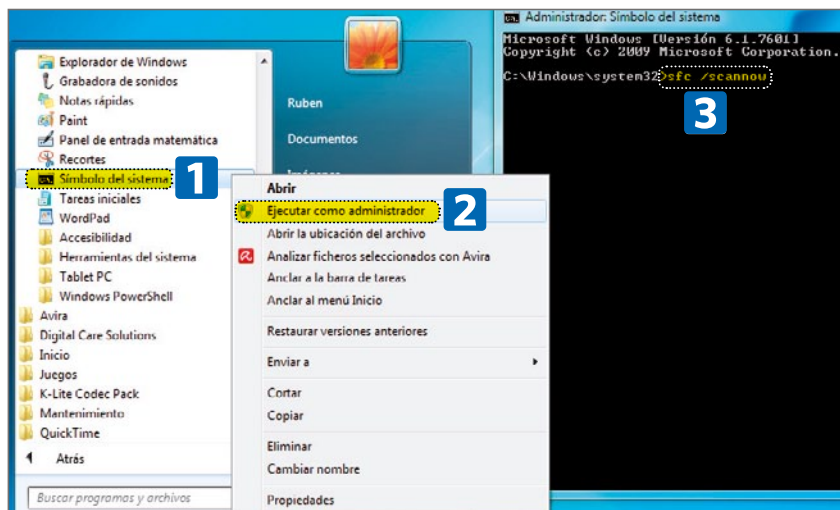 Explorador de Windows
Grabadora de sonidos
Notas rápidas
Paint
Panel de entrada matemática
Recortes
Símbolo del sistema
1
Tareas iniciales
WordPad
Accesibilidad
Herramientas del sistema
Tablet PC
Windows PowerShell
Avira
Digital Care Solutions
Inicio
Juegos
K-Lite Codec Pack
Mantenimiento
QuickTime
Atrás
Buscar programas y archivos
Ruben
Documentos
Imágenes
Abrir
Ejecutar como administrador
2
Abrir la ubicación del archivo
Analizar ficheros seleccionados con Avira
Anclar a la barra de tareas
Anclar al menú Inicio
Restaurar versiones anteriores
Enviar a
Cortar
Copiar
Eliminar
Cambiar nombre
Propiedades
Administrador: Símbolo del sistema
Microsoft Windows [Versión 6.1.7601]
Copyright (c) 2009 Microsoft Corporation.
C:\Windows\system32>sfc /scannow
3